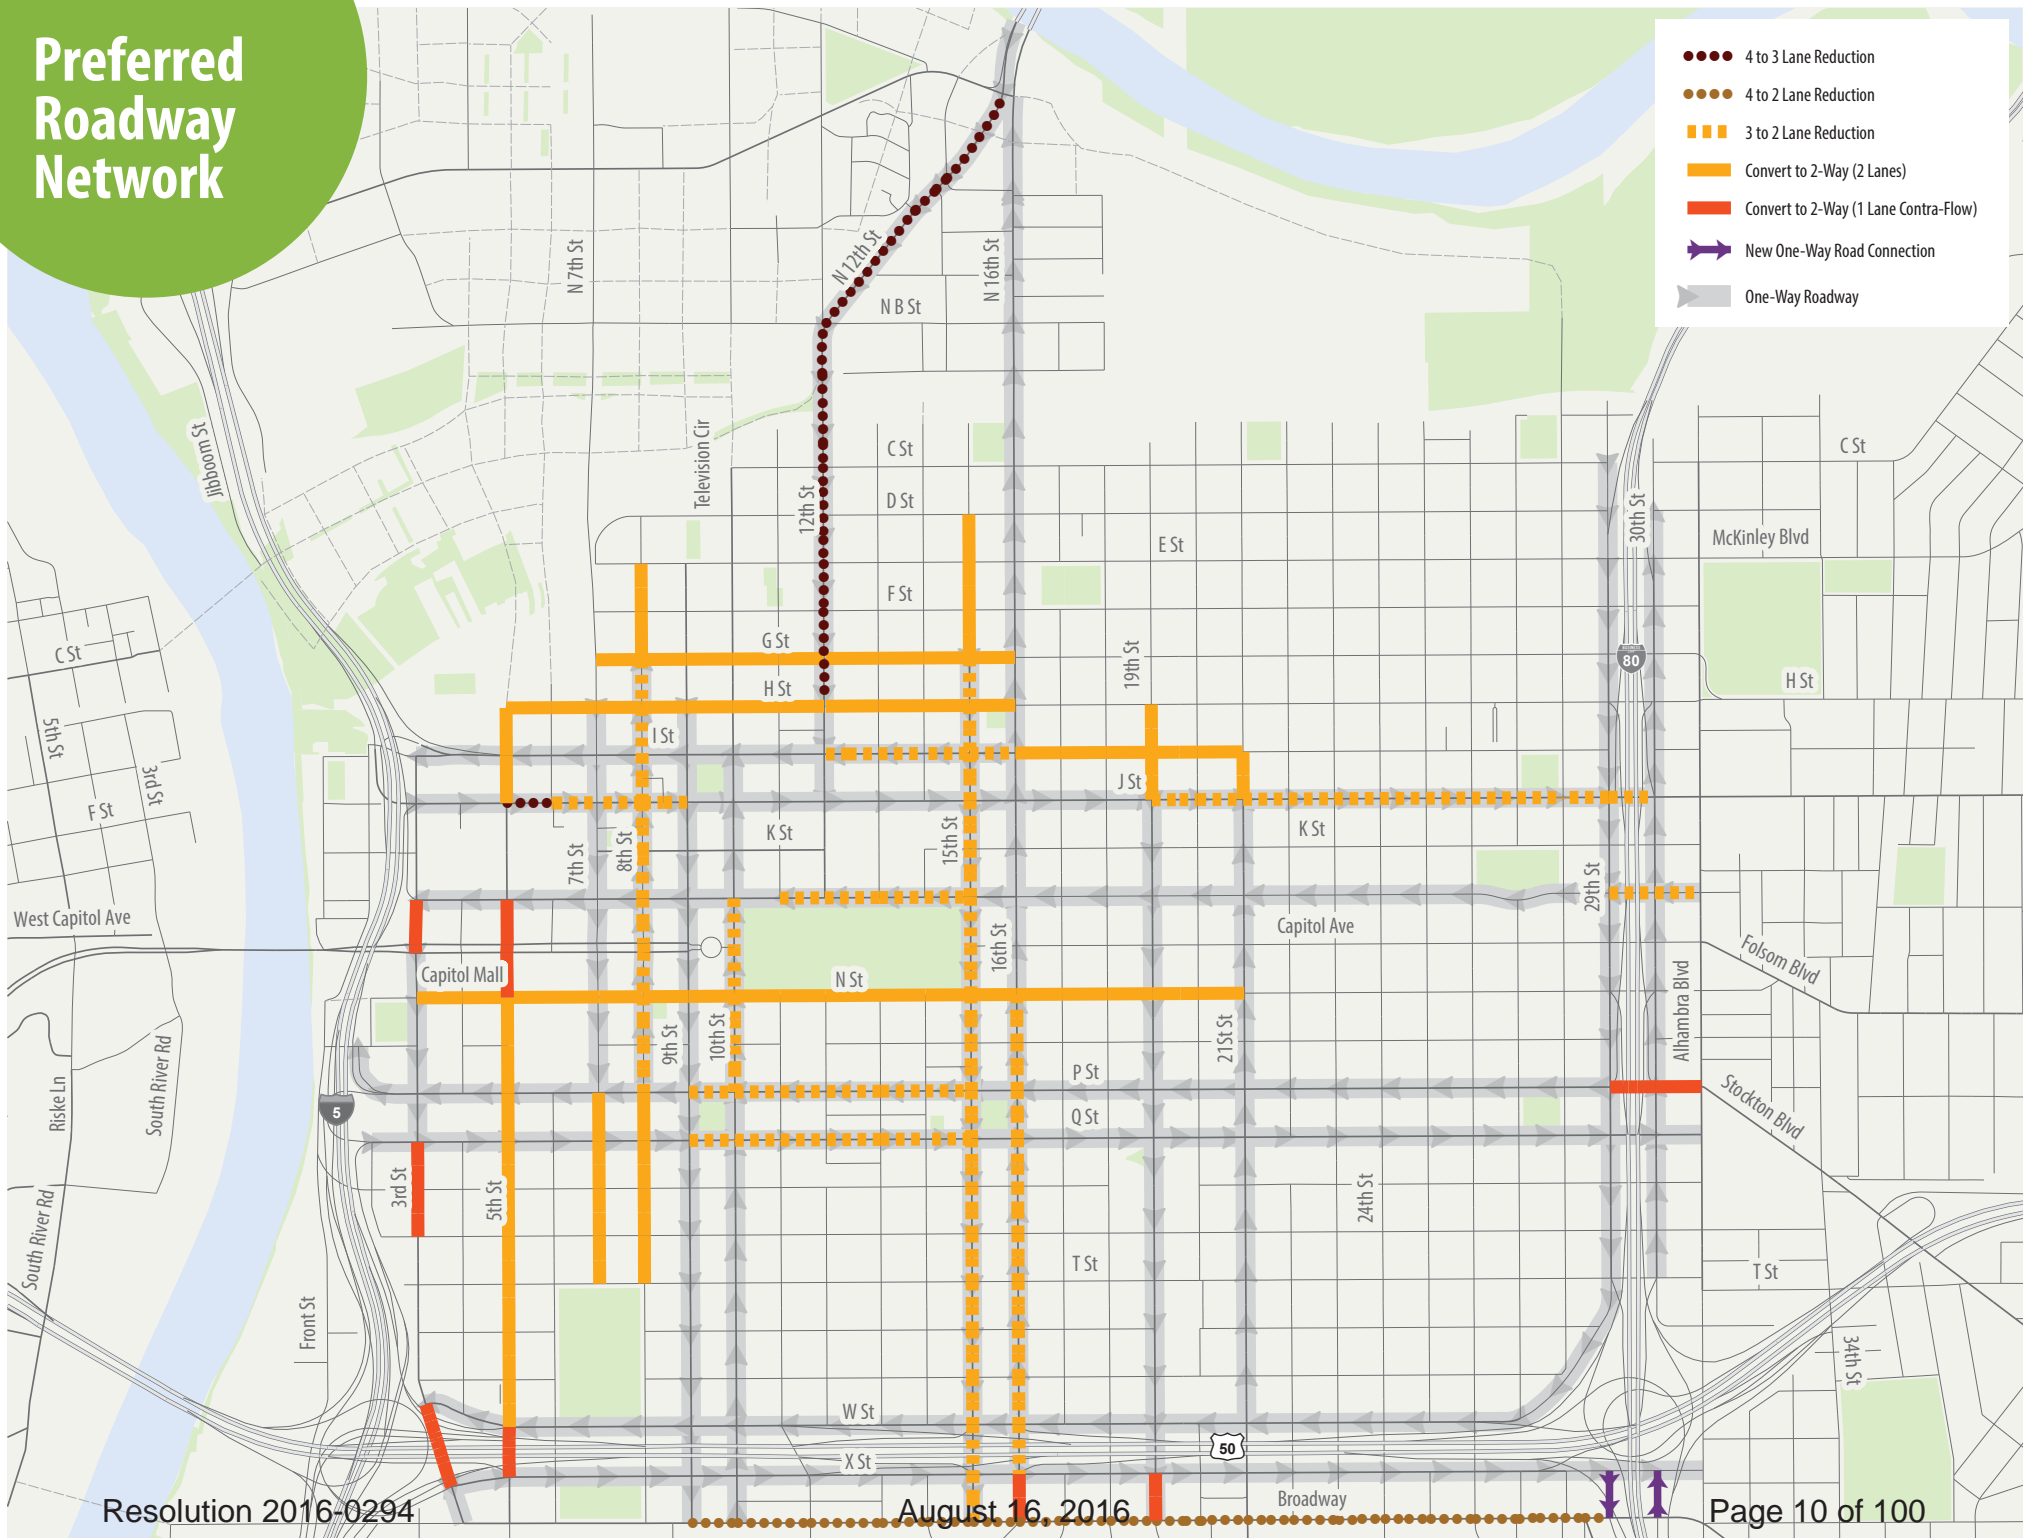 Preferred
Roadway
Network
4 to 3 Lane Reduction
4 to 2 Lane Reduction
3 to 2 Lane Reduction
Convert to 2-Way (2 Lanes)
Convert to 2-Way (1 Lane Contra-Flow)
New One-Way Road Connection
One-Way Roadway
N 7th St
N 12th St
N 16th St
N B St
Jibboom St
Television Cir
12th St
C St
D St
E St
F St
G St
H St
I St
J St
K St
K St
C St
30th St
McKinley Blvd
H St
BUSINESS
80
19th St
C St
5th St
3rd St
F St
West Capitol Ave
7th St
8th St
15th St
29th St
Capitol Ave
16th St
Capitol Mall
N St
Folsom Blvd
Alhambra Blvd
9th St
10th St
21St St
P St
Q St
Stockton Blvd
5
Riske Ln
South River Rd
South River Rd
3rd St
5th St
24th St
T St
T St
Front St
34th St
W St
50
X St
Broadway
Resolution 2016-0294
August 16, 2016
Page 10 of 100